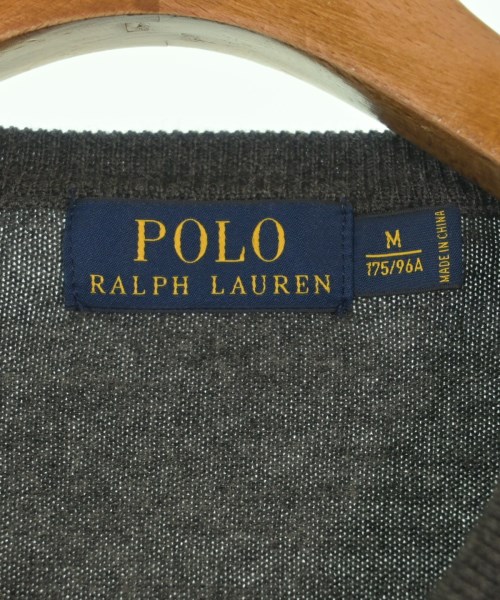 POLO
RALPH LAUREN
M
175/96A
MADE IN CHINA